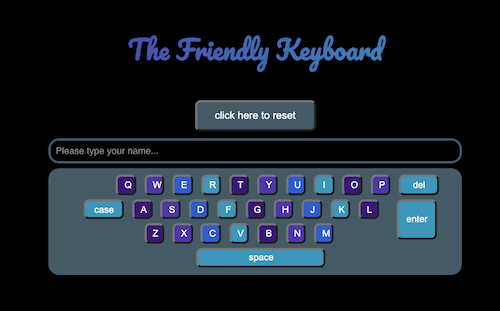 The Friendly Keyboard
click here to reset
Please type your name...
Q W E R T Y U I O P del
case A S D F G H J K L enter
Z X C V B N M
space